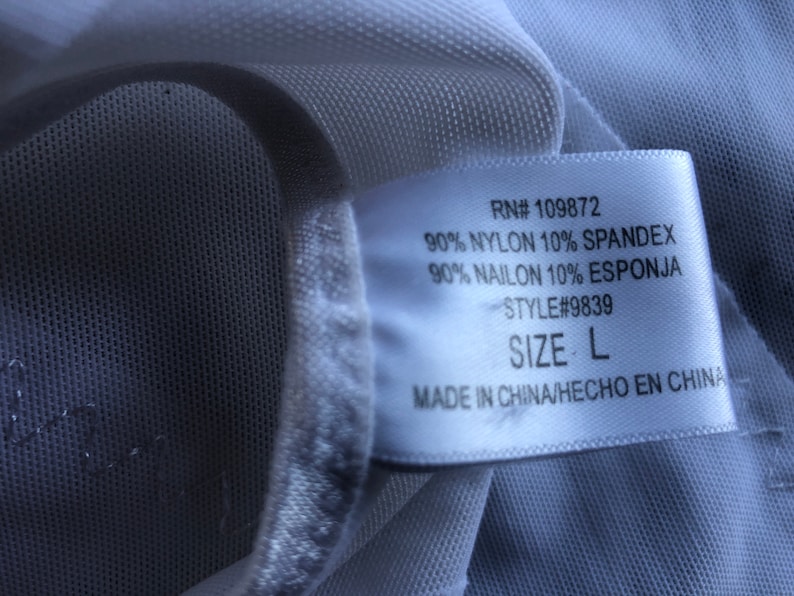 RN# 109872
90% NYLON 10% SPANDEX
90% NAILON 10% ESPONJA
STYLE#9839
SIZE L
MADE IN CHINA/HECHO EN CHINA